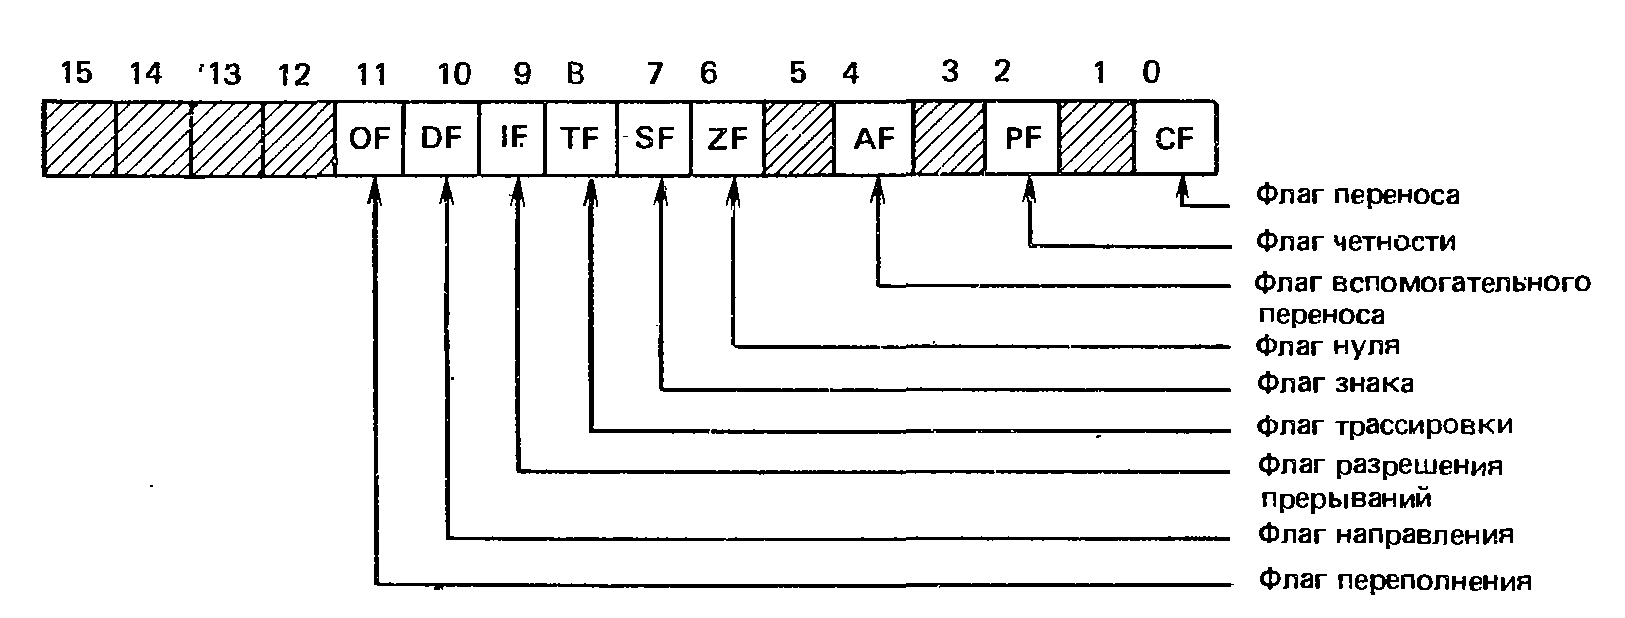 15 14 '13 12 11 10 9 8 7 6 5 4 3 2 1 0
OF DF IF TF SF ZF AF PF CF
Флаг переноса
Флаг четности
Флаг вспомогательного
переноса
Флаг нуля
Флаг знака
Флаг трассировки
Флаг разрешения
прерываний
Флаг направления
Флаг переполнения